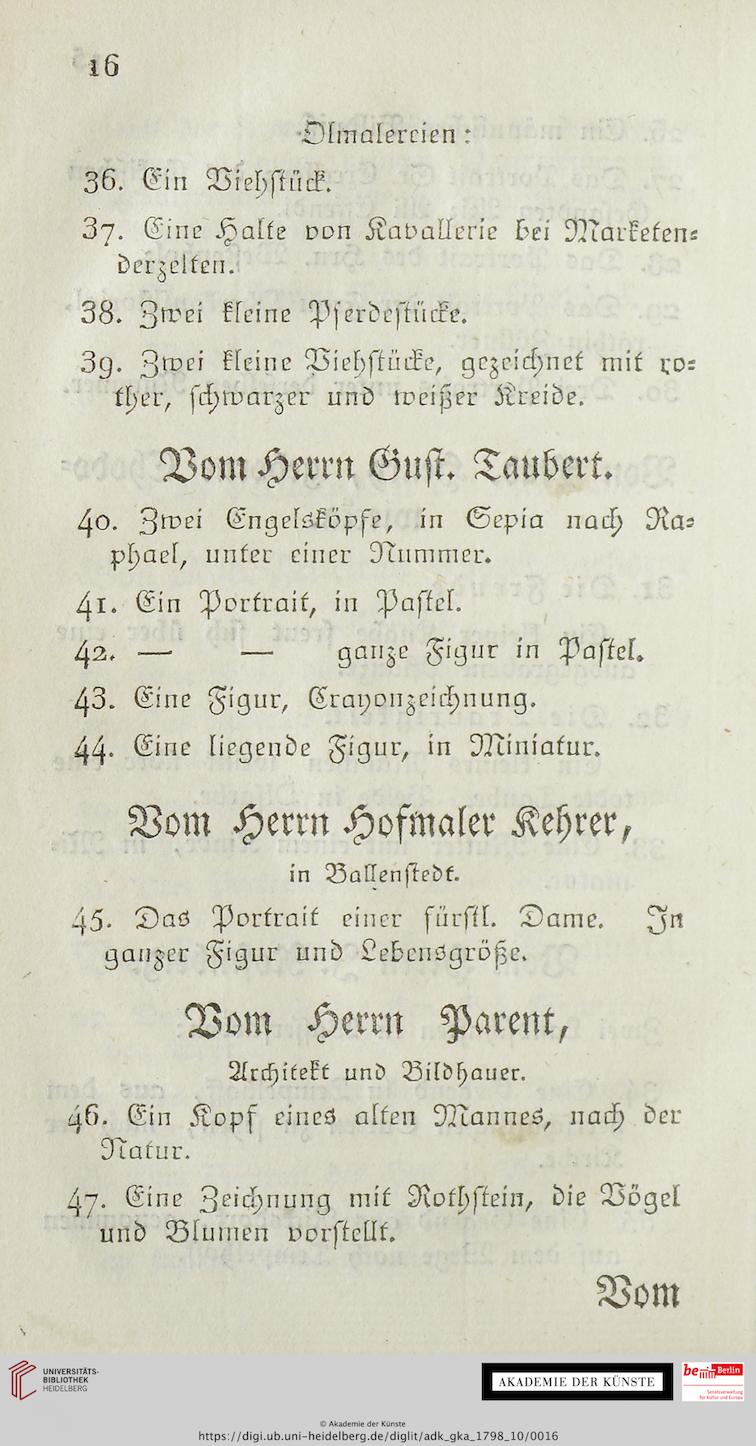 16
Ölmalereien:
36. Ein Viehstück.
37. Eine Halte von Kavallerie bei Marketen-
derzelten.
38. Zwei kleine Pferdestücke.
39. Zwei kleine Viehstücke, gezeichnet mit ro-
ther, schwarzer und weißer Kreide.
Vom Herrn Gust. Taubert.
40. Zwei Engelsköpfe, in Sepia nach Ra-
phael, unter einer Nummer.
41. Ein Portrait, in Pastel.
42. — — ganze Figur in Pastel.
43. Eine Figur, Crayonzeichnung.
44. Eine liegende Figur, in Miniatur.
Vom Herrn Hofmaler Kehrer,
in Ballenstedt.
45. Das Portrait einer fürstl. Dame. In
ganzer Figur und Lebensgröße.
Vom Herrn Parent,
Architekt und Bildhauer.
46. Ein Kopf eines alten Mannes, nach der
Natur.
47. Eine Zeichnung mit Rothstein, die Vögel
und Blumen vorstellt.
Vom
UNIVERSITÄTS-
BIBLIOTHEK
HEIDELBERG
AKADEMIE DER KÜNSTE
be Berlin
Senatsverwaltung
für Kultur und Europa
© Akademie der Künste
https://digi.ub.uni-heidelberg.de/diglit/adk_gka_1798_10/0016